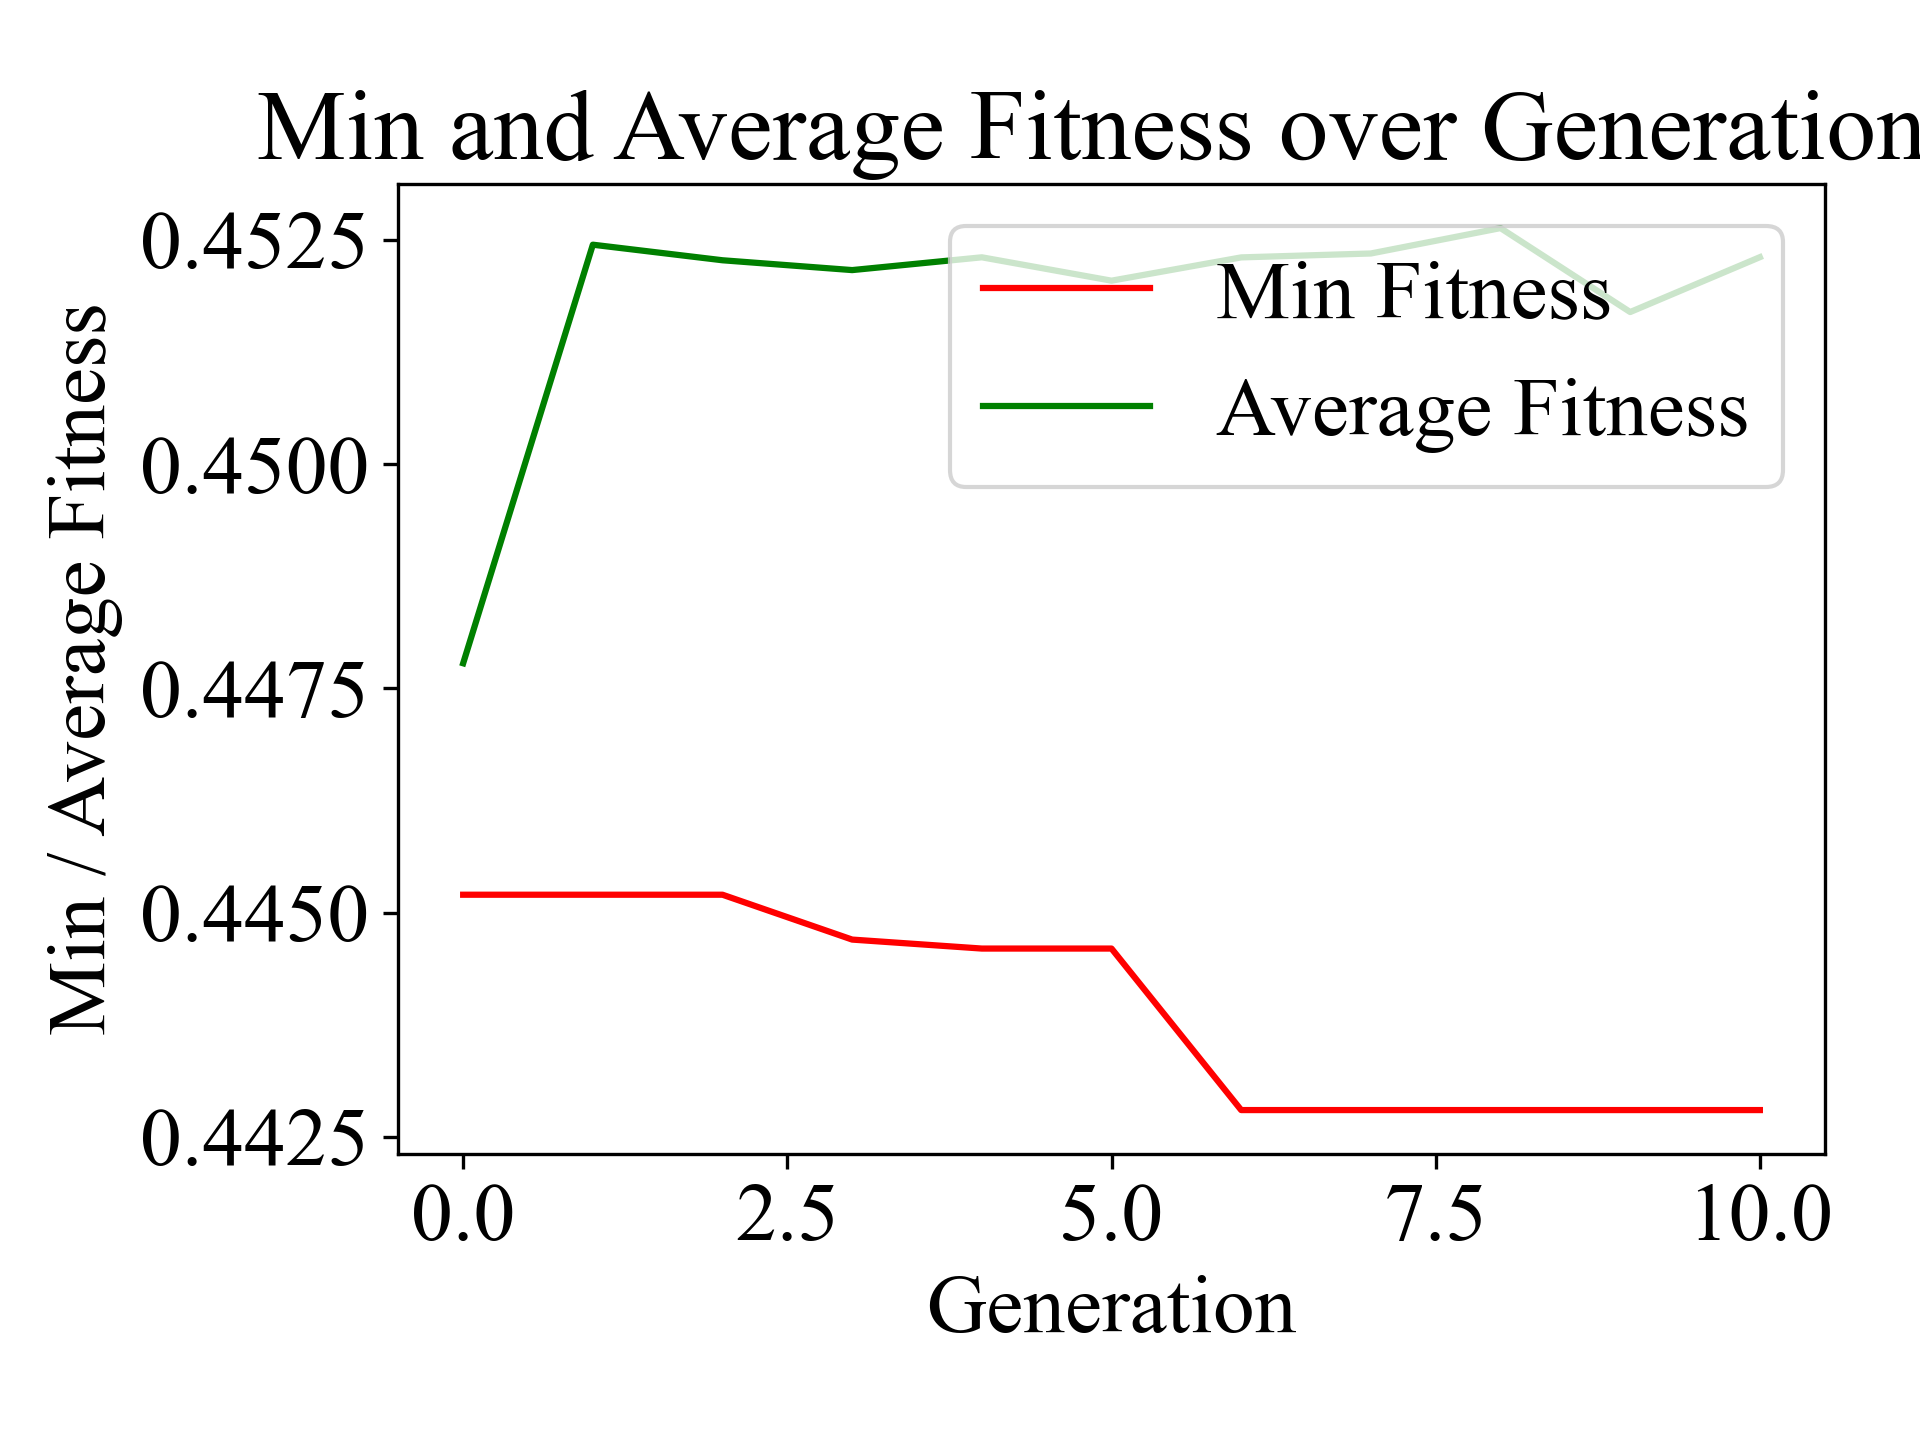 Min and Average Fitness over Generation
Min / Average Fitness
0.4525
0.4500
0.4475
0.4450
0.4425
Min Fitness
Average Fitness
0.0 2.5 5.0 7.5 10.0
Generation